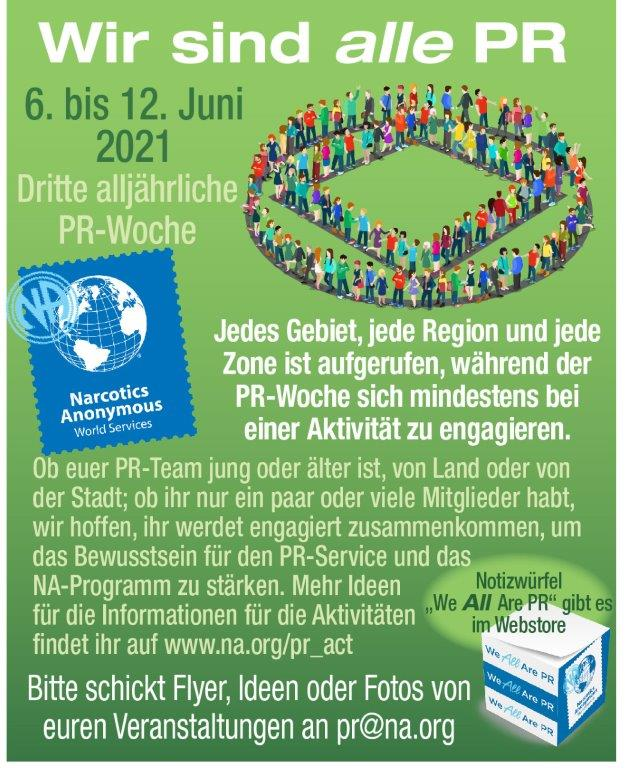 Wir sind alle PR
6. bis 12. Juni
2021
Dritte alljährliche
PR-Woche
NA
Narcotics
Anonymous
World Services
Jedes Gebiet, jede Region und jede
Zone ist aufgerufen, während der
PR-Woche sich mindestens bei
einer Aktivität zu engagieren.
Ob euer PR-Team jung oder älter ist, von Land oder von
der Stadt; ob ihr nur ein paar oder viele Mitglieder habt,
wir hoffen, ihr werdet engagiert zusammenkommen, um
das Bewusstsein für den PR-Service und das
NA-Programm zu stärken. Mehr Ideen
für die Informationen für die Aktivitäten
findet ihr auf www.na.org/pr_act
Notizwürfel
„We All Are PR“ gibt es
im Webstore
We All Are PR
We All Are PR
We All Are PR
Bitte schickt Flyer, Ideen oder Fotos von
euren Veranstaltungen an pr@na.org